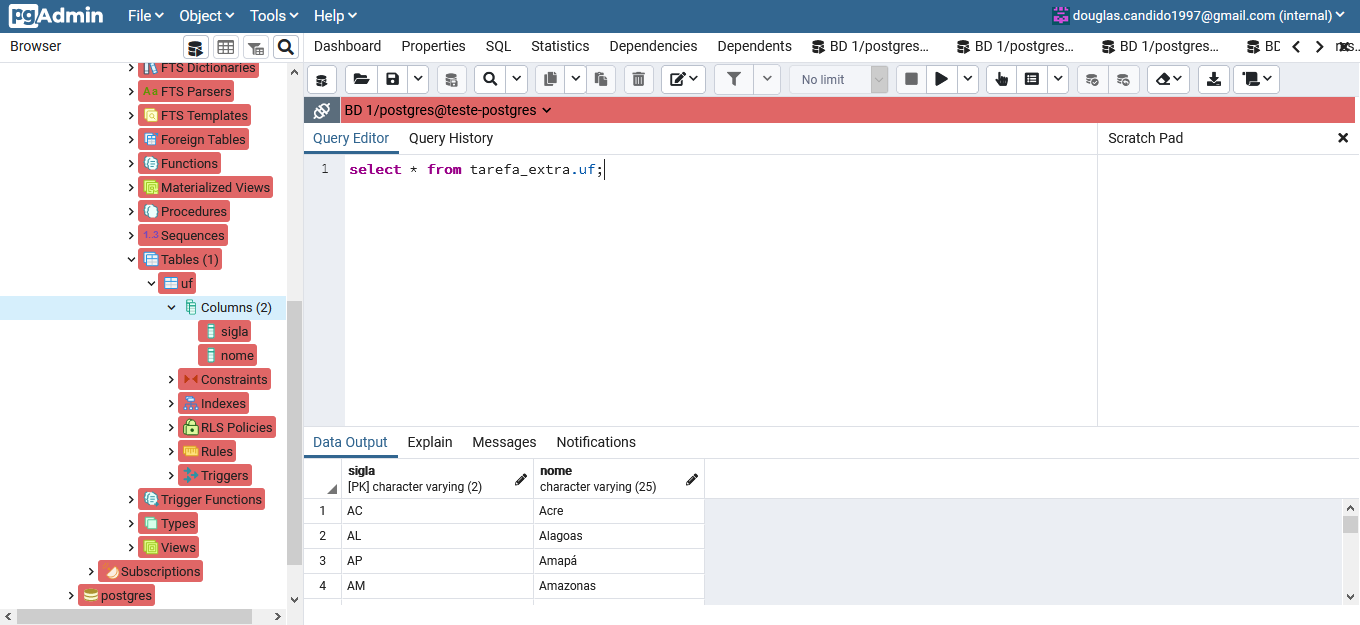 pgAdmin File Object Tools Help douglas.candido1997@gmail.com (internal)
Browser Dashboard Properties SQL Statistics Dependencies Dependents BD 1/postgres... BD 1/postgres... BD 1/postgres... BD
No limit
BD 1/postgres@teste-postgres
Query Editor Query History Scratch Pad
1 select * from tarefa_extra.uf;
FTS Dictionaries
Aa FTS Parsers
FTS Templates
Foreign Tables
Functions
Materialized Views
Procedures
1..3 Sequences
Tables (1)
uf
Columns (2)
sigla
nome
Constraints
Indexes
RLS Policies
Rules
Triggers
Trigger Functions
Types
Views
Subscriptions
postgres
Data Output Explain Messages Notifications
sigla nome
[PK] character varying (2) character varying (25)
1 AC Acre
2 AL Alagoas
3 AP Amapá
4 AM Amazonas